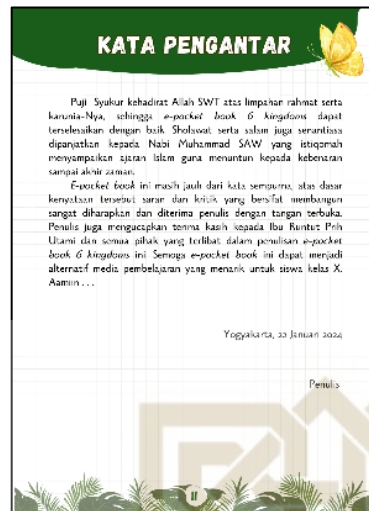 KATA PENGANTAR
Puji Syukur kehadirat Allah SWT atas limpahan rahmat serta
karunia-Nya, sehingga e-pocket book 6 kingdoms dapat
terselesaikan dengan baik Sholawat serta salam juga senantiasa
dipanjatkan kepada Nabi Muhammad SAW yang istiqomah
menyampaikan ajaran Islam guna menuntun kepada kebenaran
sampai akhir zaman.
E-pocket book ini masih jauh dari kata sempurna, atas dasar
kenyataan tersebut saran dan kritik yang bersifat membangun
sangat diharapkan dan diterima penulis dengan tangan terbuka.
Penulis juga mengucapkan terima kasih kepada Ibu Runtut Prih
Utami dan semua pihak yang terlibat dalam penulisan e-pocket
book 6 kingdoms ini Semoga e-pocket book ini dapat menjadi
alternatif media pembelajaran yang menarik untuk siswa kelas X.
Aamiin . . .
Yogyakarta, 22 Januari 2024
Penulis
II